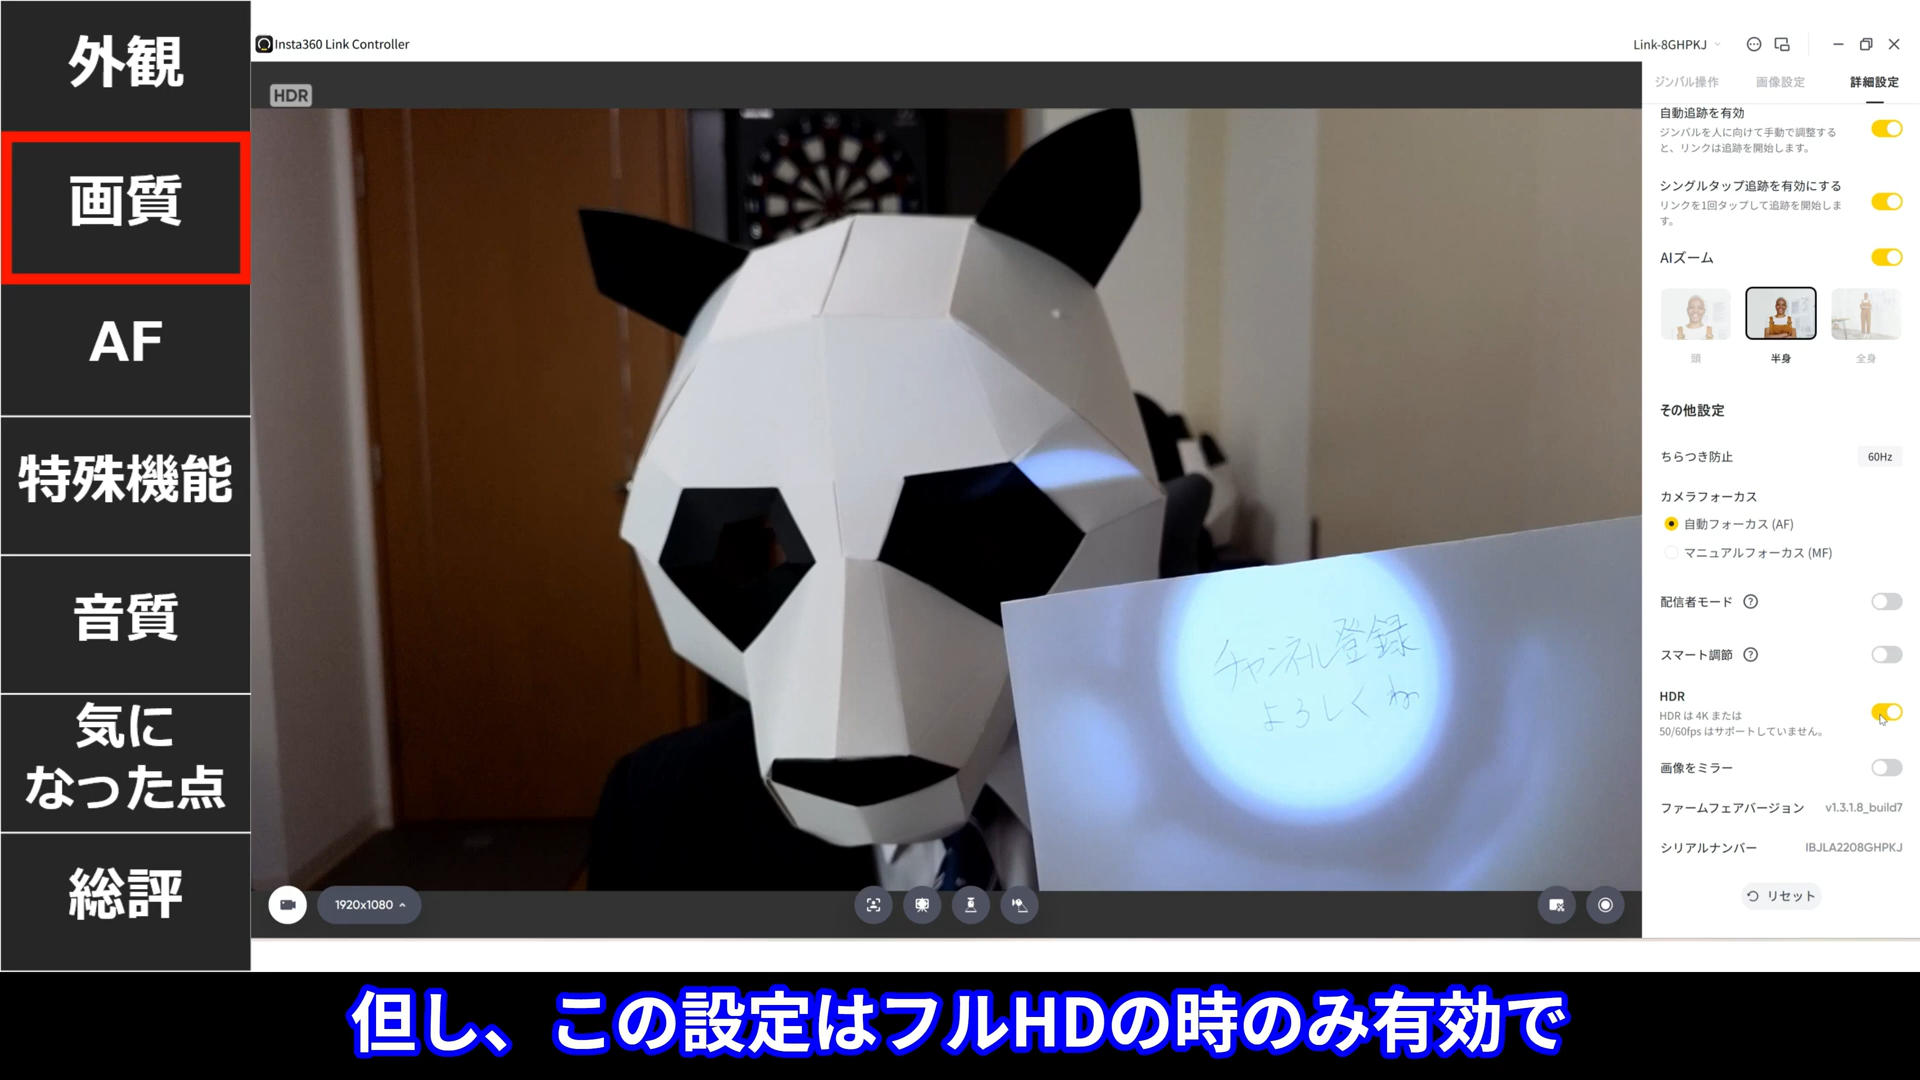 外観
画質
AF
特殊機能
音質
気に
なった点
総評
Insta360 Link Controller
Link-8GHPKJ
HDR
ジンバル操作
画像設定
詳細設定
自動追跡を有効
ジンバルを人に向けて手動で調整する
と、リンクは追跡を開始します。
シングルタップ追跡を有効にする
リンクを1回タップして追跡を開始しま
す。
AIズーム
頭
半身
全身
その他設定
ちらつき防止
60Hz
カメラフォーカス
自動フォーカス (AF)
マニュアルフォーカス (MF)
配信者モード
スマート調節
HDR
HDR は 4K または
50/60fps はサポートしていません。
画像をミラー
ファームフェアバージョン
v1.3.1.8_build7
シリアルナンバー
IBJLA2208GHPKJ
リセット
チャンネル登録
よろしくね
1920x1080
但し、この設定はフルHDの時のみ有効で